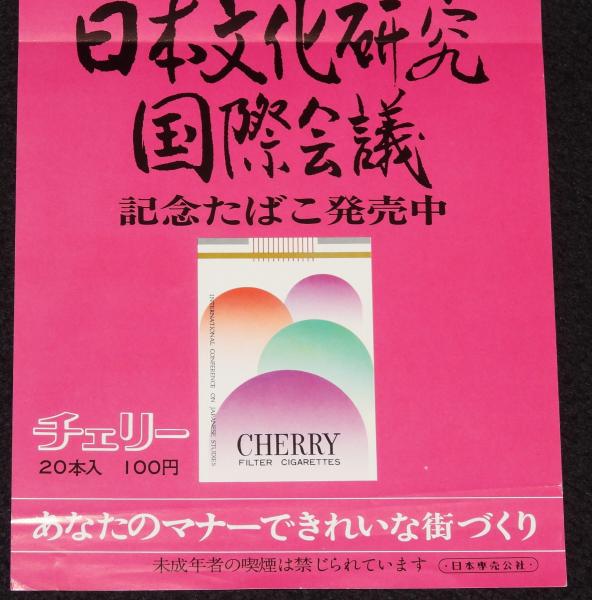 日本文化研究
国際会議
記念たばこ発売中
INTERNATIONAL CONFERENCE ON JAPANESE STUDIES
CHERRY
FILTER CIGARETTES
チェリー
20本入 100円
あなたのマナーできれいな街づくり
未成年者の喫煙は禁じられています ・日本専売公社・